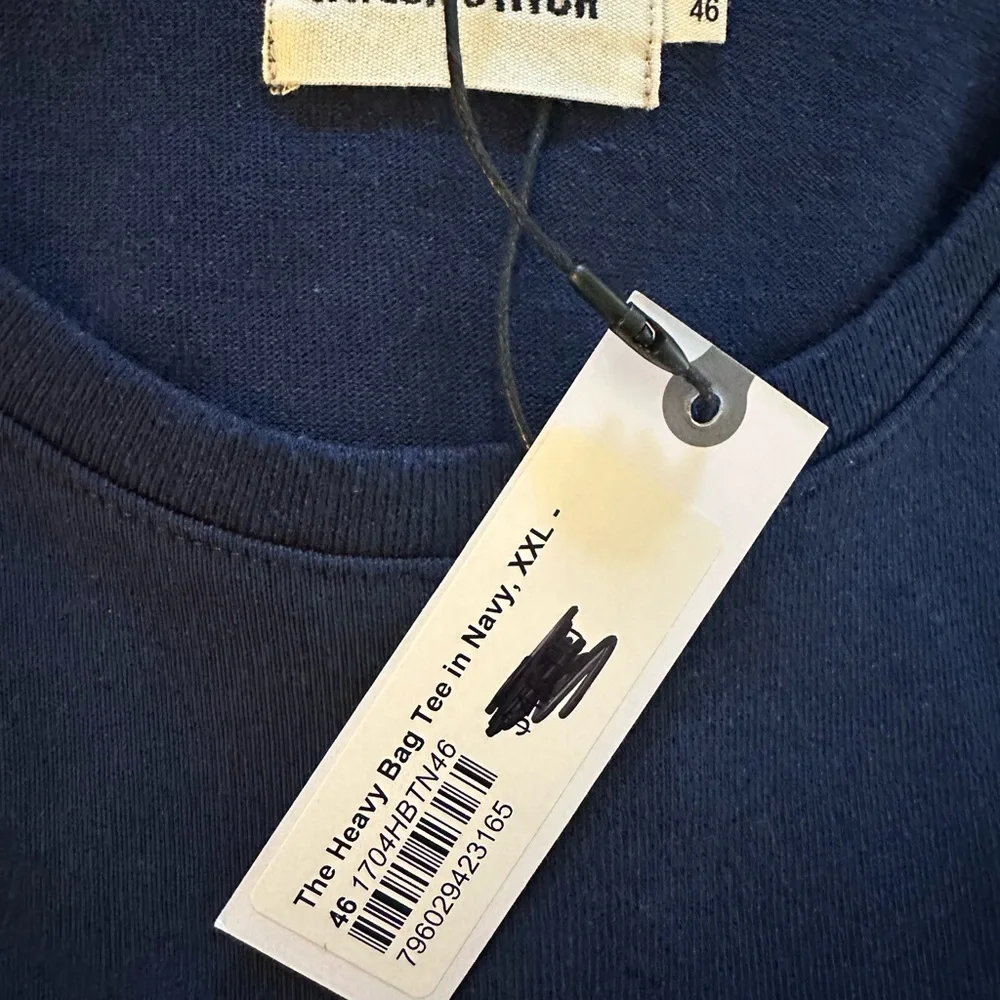 46
The Heavy Bag Tee in Navy, XXL -
46 1704HBTN46
$
796029423165